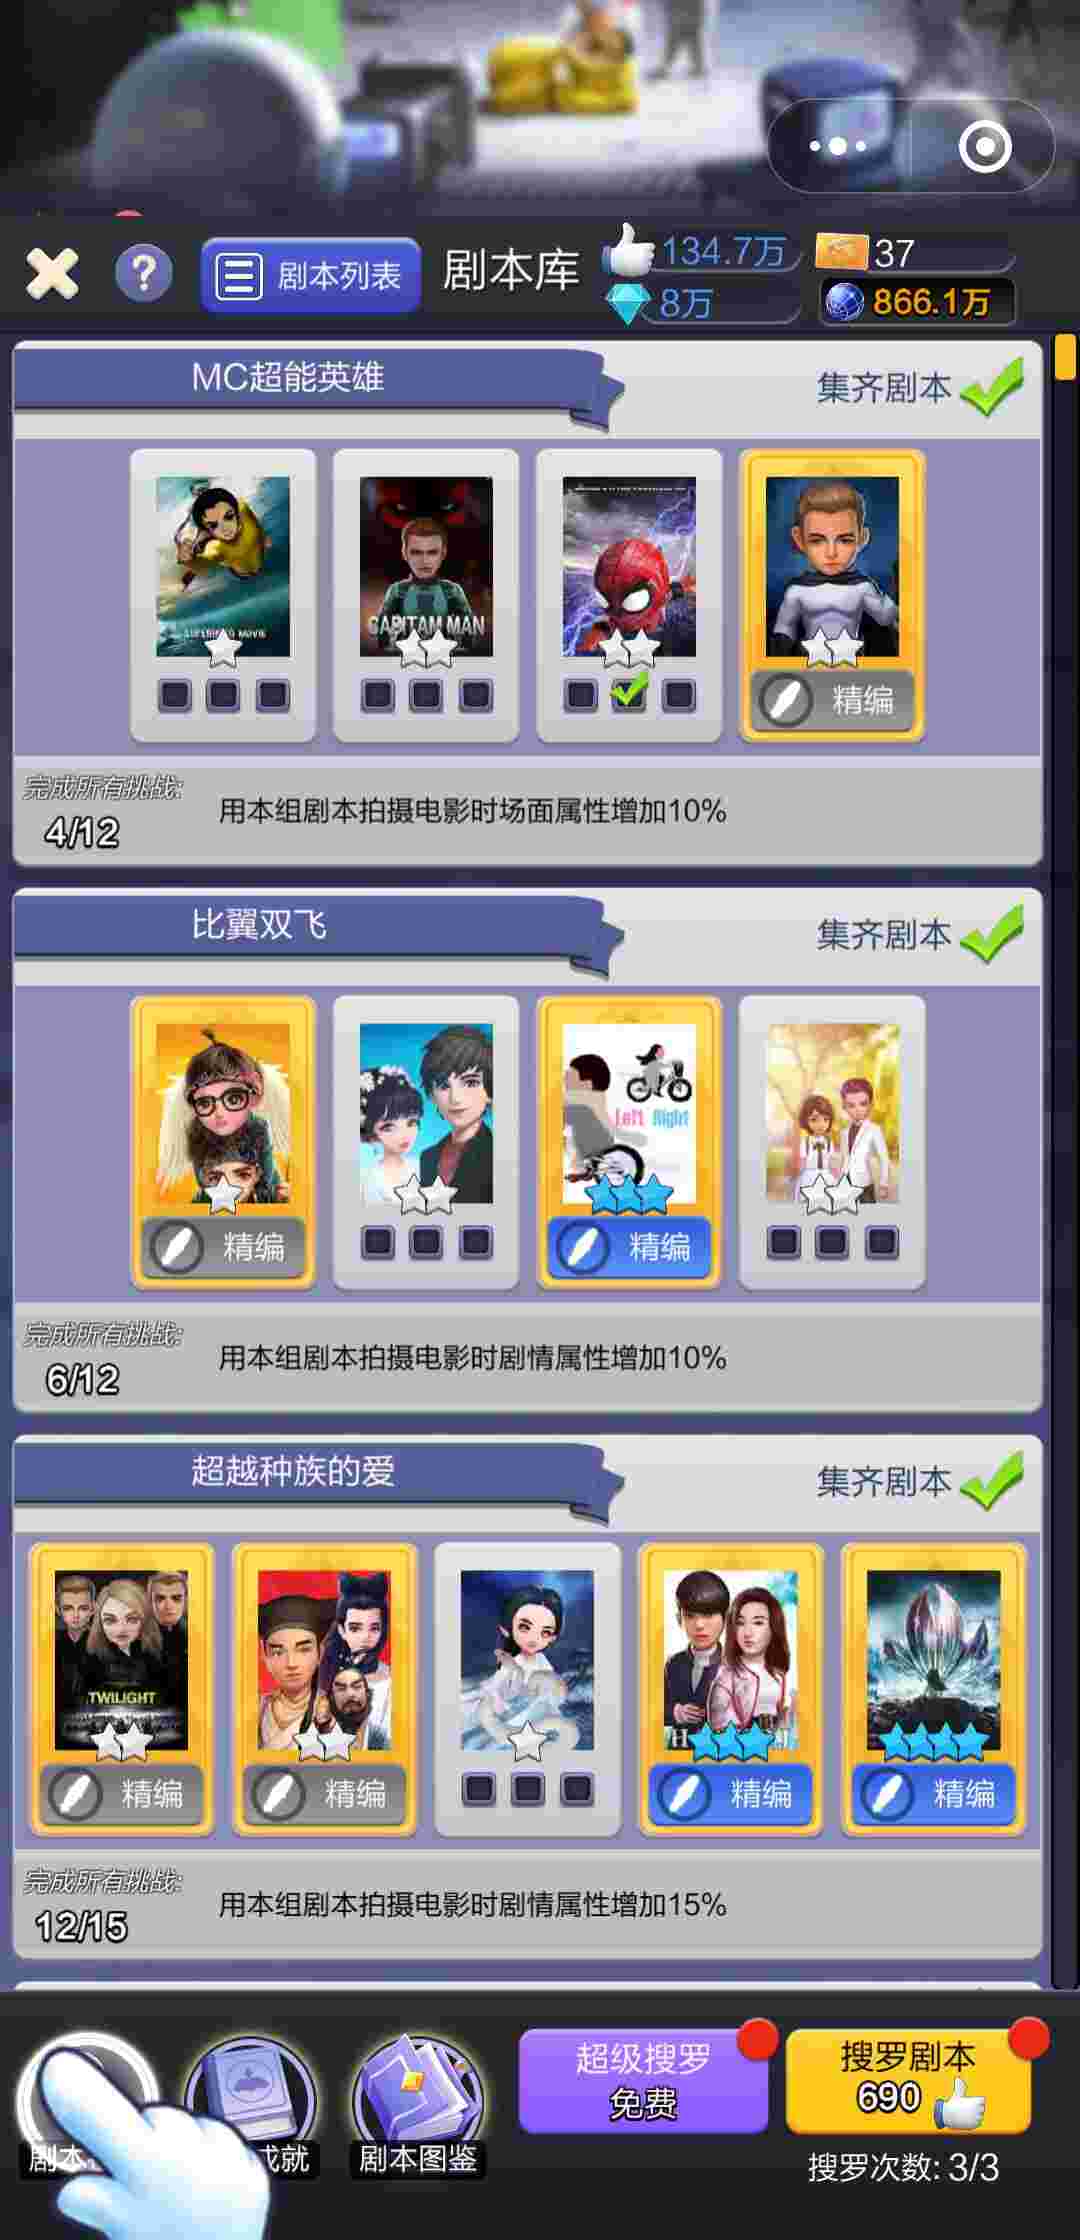 剧本列表
剧本库
134.7万
37
8万
866.1万
MC超能英雄
集齐剧本
CAPITAM MAN
精编
完成所有挑战:
4/12
用本组剧本拍摄电影时场面属性增加10%
比翼双飞
集齐剧本
Left Right
精编
精编
完成所有挑战:
6/12
用本组剧本拍摄电影时剧情属性增加10%
超越种族的爱
集齐剧本
TWILIGHT
精编
精编
精编
精编
完成所有挑战:
12/15
用本组剧本拍摄电影时剧情属性增加15%
超级搜罗
免费
搜罗剧本
690
剧本
成就
剧本图鉴
搜罗次数: 3/3